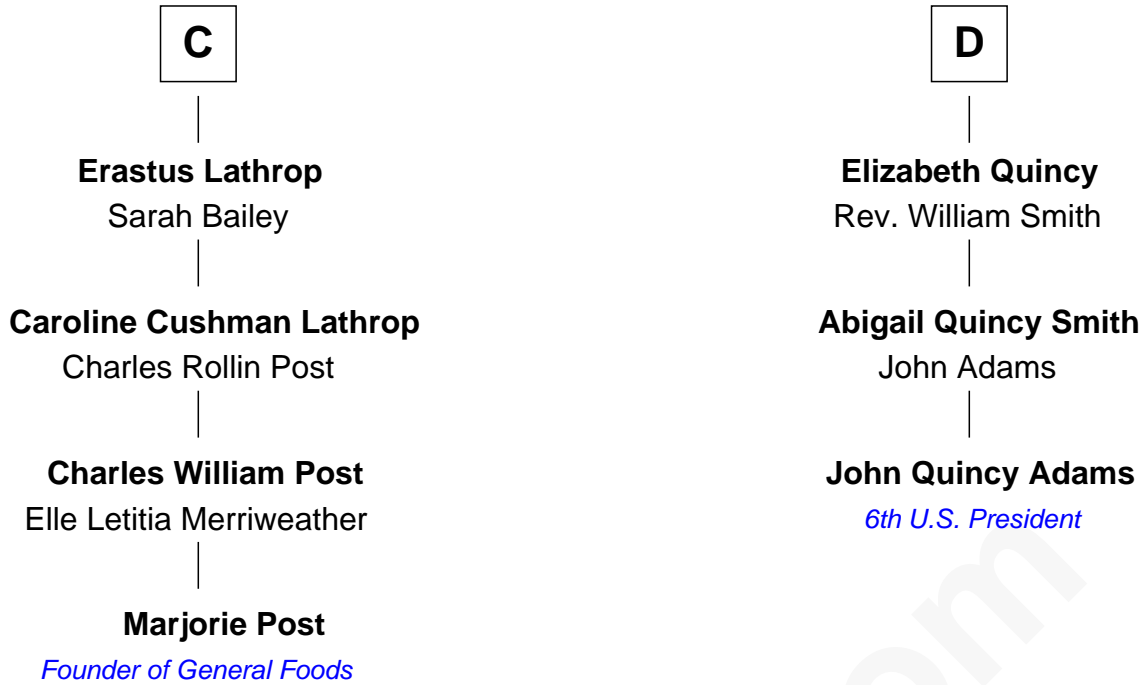 C
Erastus Lathrop
Sarah Bailey
Caroline Cushman Lathrop
Charles Rollin Post
Charles William Post
Elle Letitia Merriweather
Marjorie Post
Founder of General Foods
D
Elizabeth Quincy
Rev. William Smith
Abigail Quincy Smith
John Adams
John Quincy Adams
6th U.S. President
om